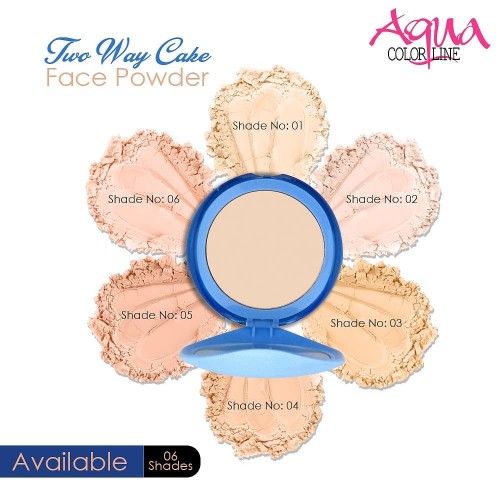 Two Way Cake
Face Powder
Aqua
COLOR LINE
Shade No: 01
Shade No: 06
Shade No: 02
Shade No: 05
Shade No: 03
Shade No: 04
Available
06
Shades